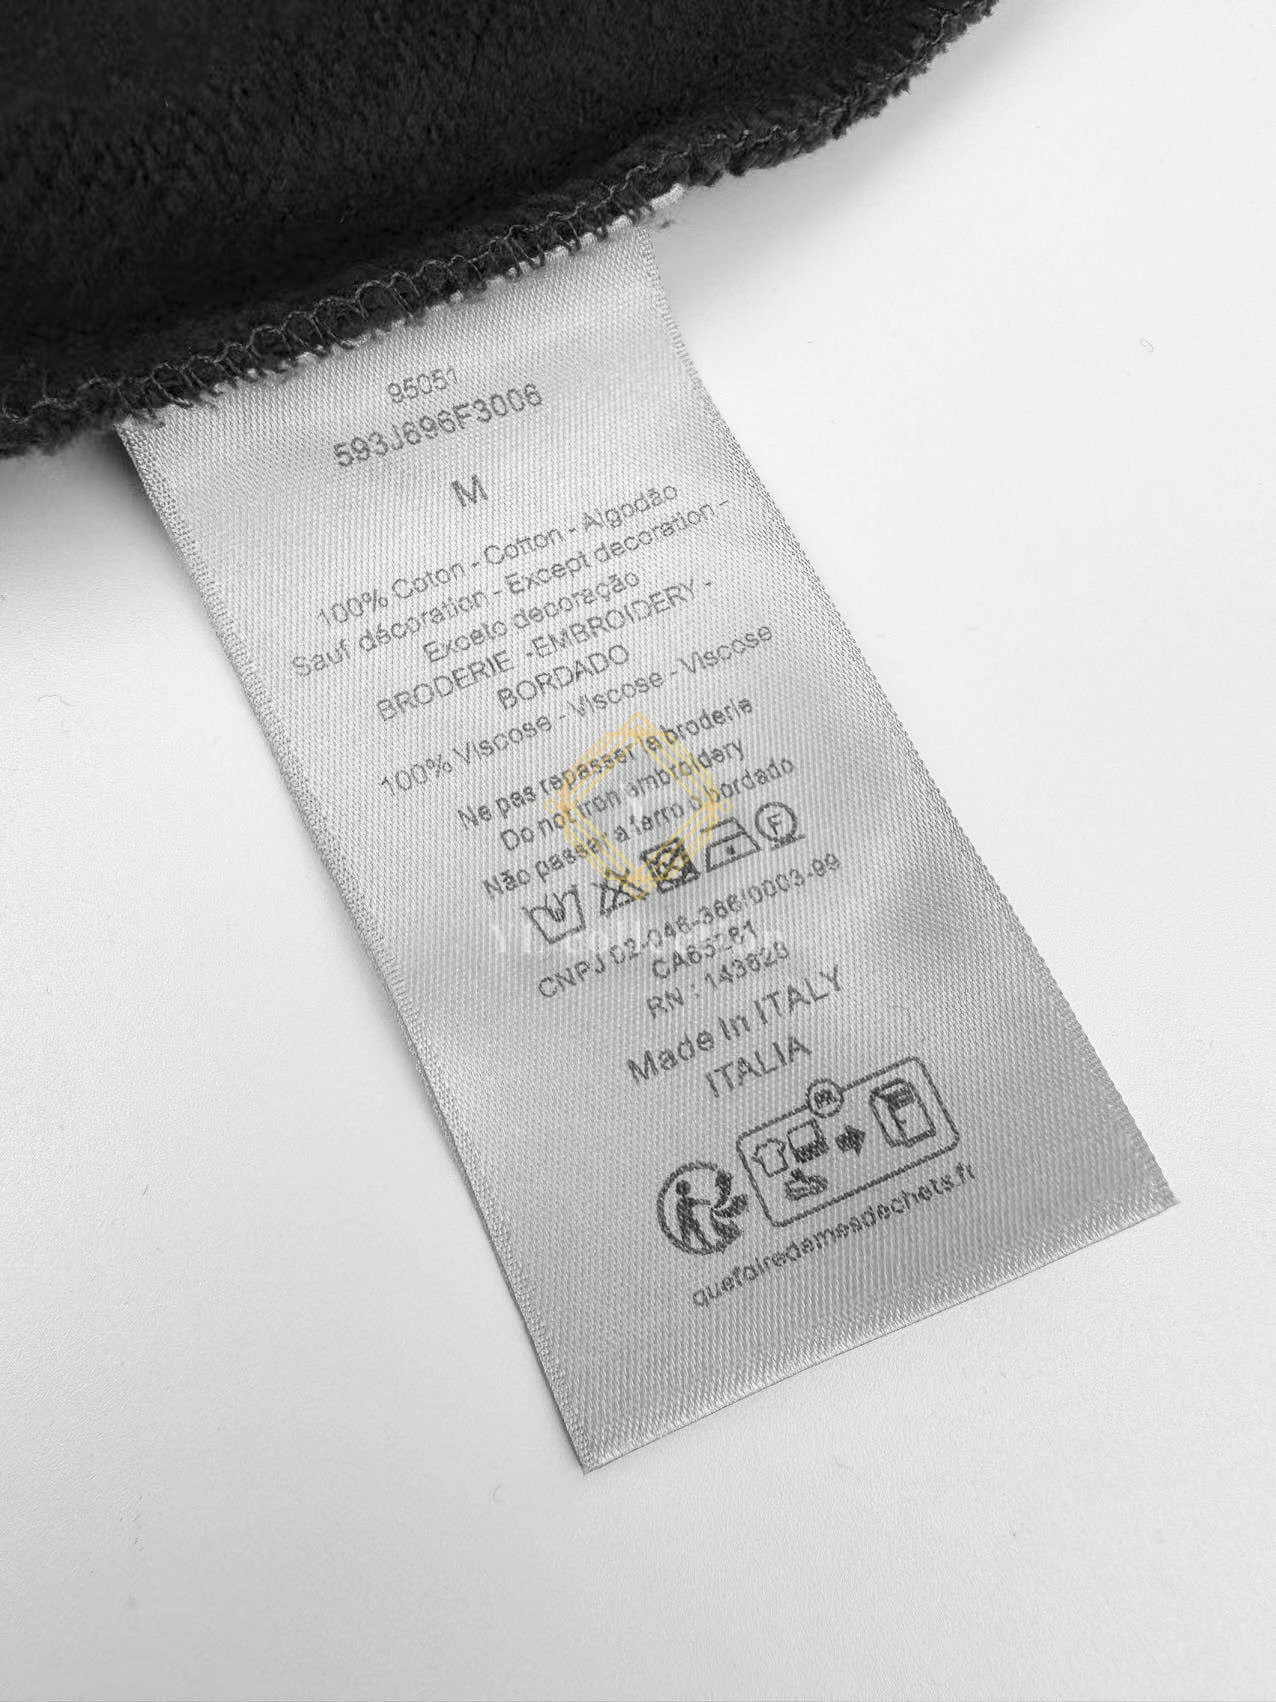 95051
593J696F3006
M
100% Coton - Cotton - Algodão
Sauf décoration - Except decoration -
Exceto decoração
BRODERIE -EMBROIDERY -
BORDADO
100% Viscose - Viscose - Viscose
Ne pas repasser la broderie
Do not iron embroidery
Não passar a ferro o bordado
F
CNPJ 02-046-366/0003-99
CA65261
RN : 143628
Made in ITALY
ITALIA
FR
quefairedemesdechets.fr